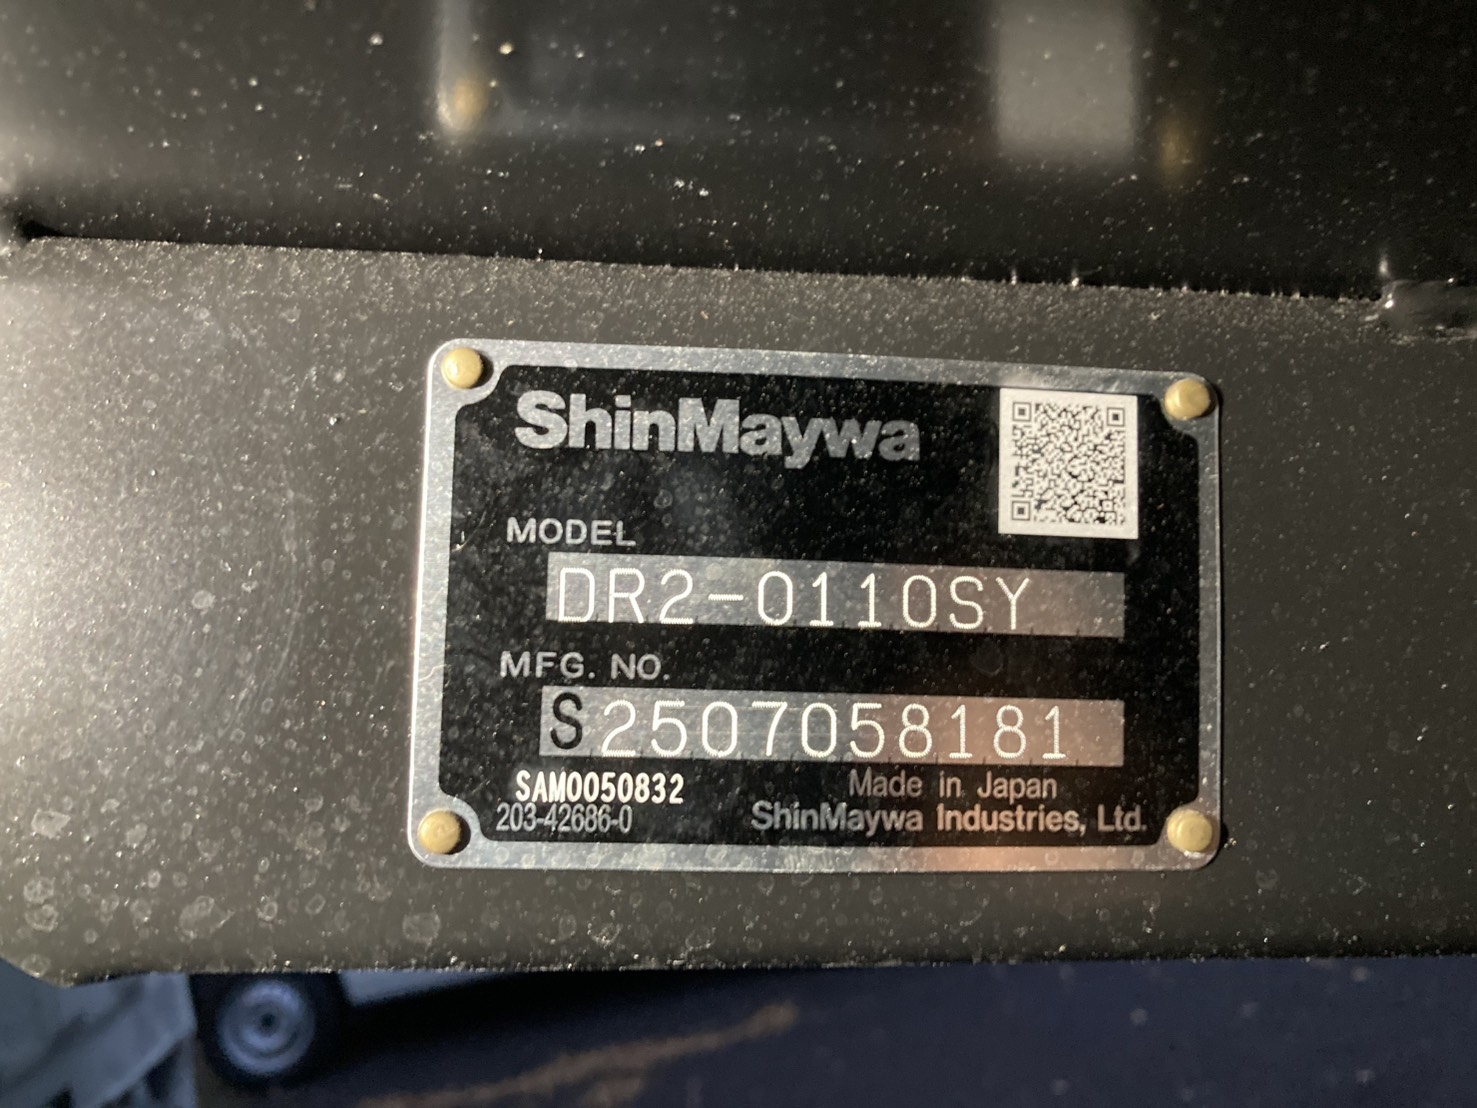 ShinMaywa
MODEL
DR2-0110SY
MFG. NO.
S2507058181
SAM0050832
Made in Japan
203-42686-0
ShinMaywa Industries, Ltd.